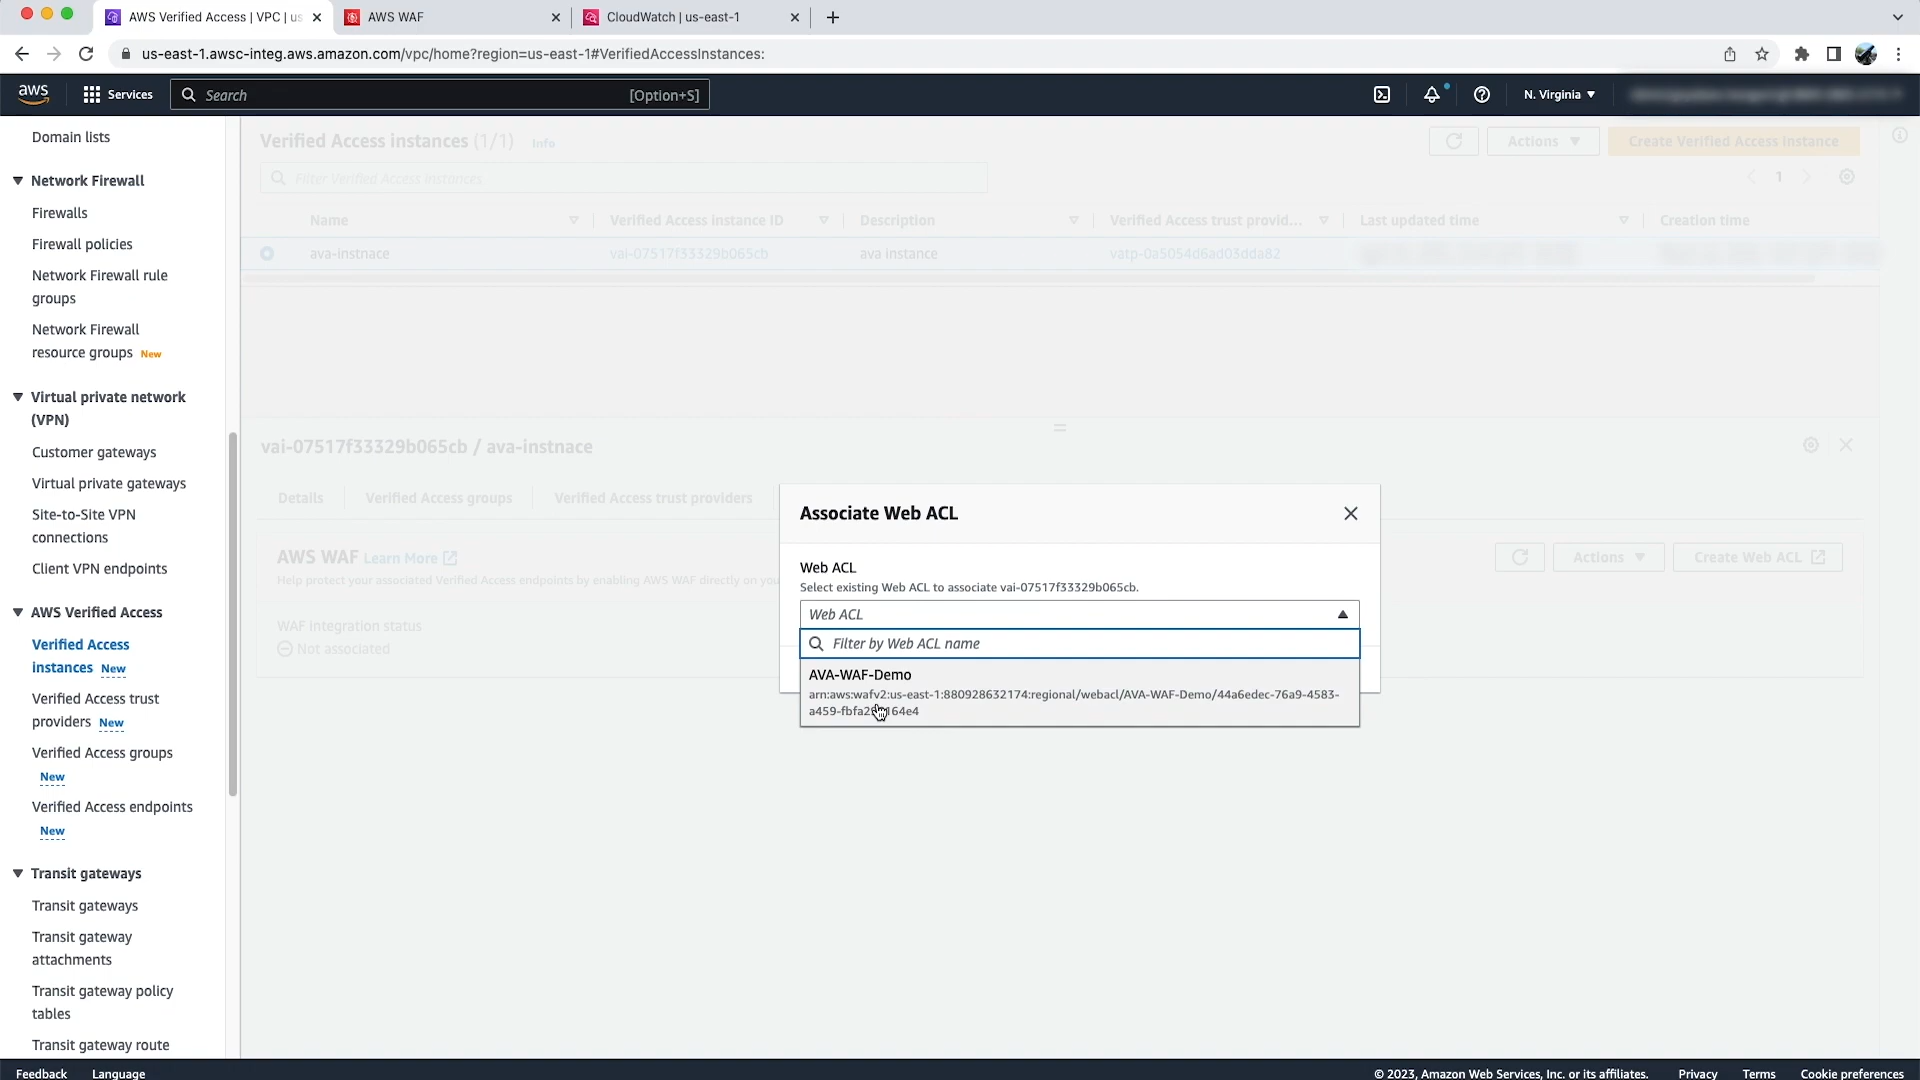 AWS Verified Access | VPC | us
AWS WAF
CloudWatch | us-east-1
us-east-1.awsc-integ.aws.amazon.com/vpc/home?region=us-east-1#VerifiedAccessInstances:
aws
Services
Search
[Option+S]
N. Virginia
Domain lists
Network Firewall
Firewalls
Firewall policies
Network Firewall rule
groups
Network Firewall
resource groups New
Virtual private network
(VPN)
Customer gateways
Virtual private gateways
Site-to-Site VPN
connections
Client VPN endpoints
AWS Verified Access
Verified Access
instances New
Verified Access trust
providers New
Verified Access groups
New
Verified Access endpoints
New
Transit gateways
Transit gateways
Transit gateway
attachments
Transit gateway policy
tables
Transit gateway route
Verified Access instances (1/1) Info
Actions
Create Verified Access instance
Filter Verified Access instances
1
Name
Verified Access instance ID
Description
Verified Access trust provid...
Last updated time
Creation time
ava-instnace
vai-07517f33329b065cb
ava instance
vatp-0a5054d6ad03dda82
vai-07517f33329b065cb / ava-instnace
Details
Verified Access groups
Verified Access trust providers
AWS WAF Learn More
Help protect your associated Verified Access endpoints by enabling AWS WAF directly on you
Actions
Create Web ACL
WAF integration status
Not associated
Associate Web ACL
Web ACL
Select existing Web ACL to associate vai-07517f33329b065cb.
Web ACL
Filter by Web ACL name
AVA-WAF-Demo
arn:aws:wafv2:us-east-1:880928632174:regional/webacl/AVA-WAF-Demo/44a6edec-76a9-4583-
Feedback
Language
© 2023, Amazon Web Services, Inc. or its affiliates.
Privacy
Terms
Cookie preferences